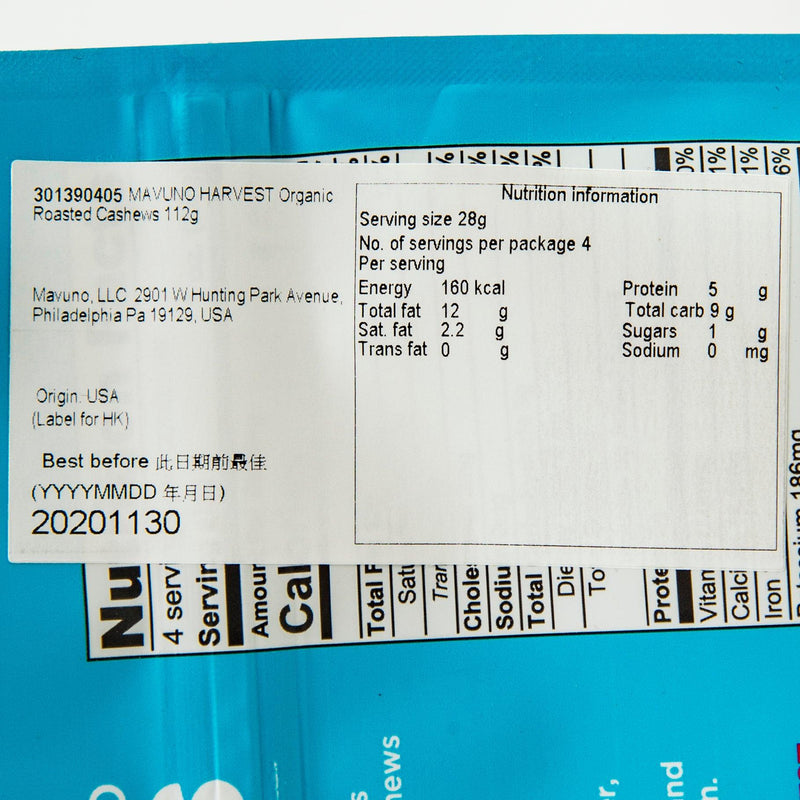 301390405 MAVUNO HARVEST Organic
Roasted Cashews 112g
Mavuno, LLC 2901 W Hunting Park Avenue,
Philadelphia Pa 19129, USA
Origin: USA
(Label for HK)
Best before 此日期前最佳
(YYYYMMDD 年月日)
20201130
Nutrition information
Serving size 28g
No. of servings per package 4
Per serving
Energy 160 kcal Protein 5 g
Total fat 12 g Total carb 9 g
Sat. fat 2.2 g Sugars 1 g
Trans fat 0 g Sodium 0 mg
Nu
4 servi
Servin
Amoun
Cal
Total F
Satu
Tran
Chole
Sodiu
Total
Die
To
Prote
Vitan
Calci
Iron
0%
1%
1%
6%
186mg
ews
nd